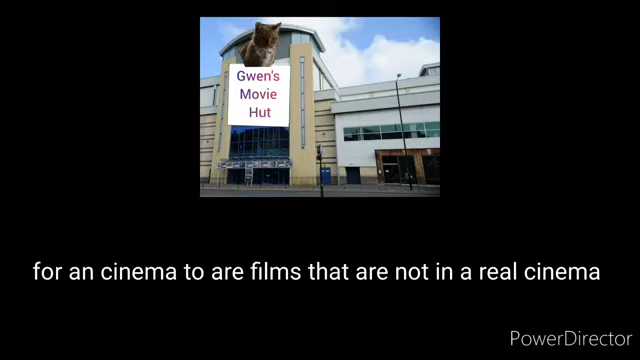 Gwen's
Movie
Hut
for an cinema to are films that are not in a real cinema
PowerDirector